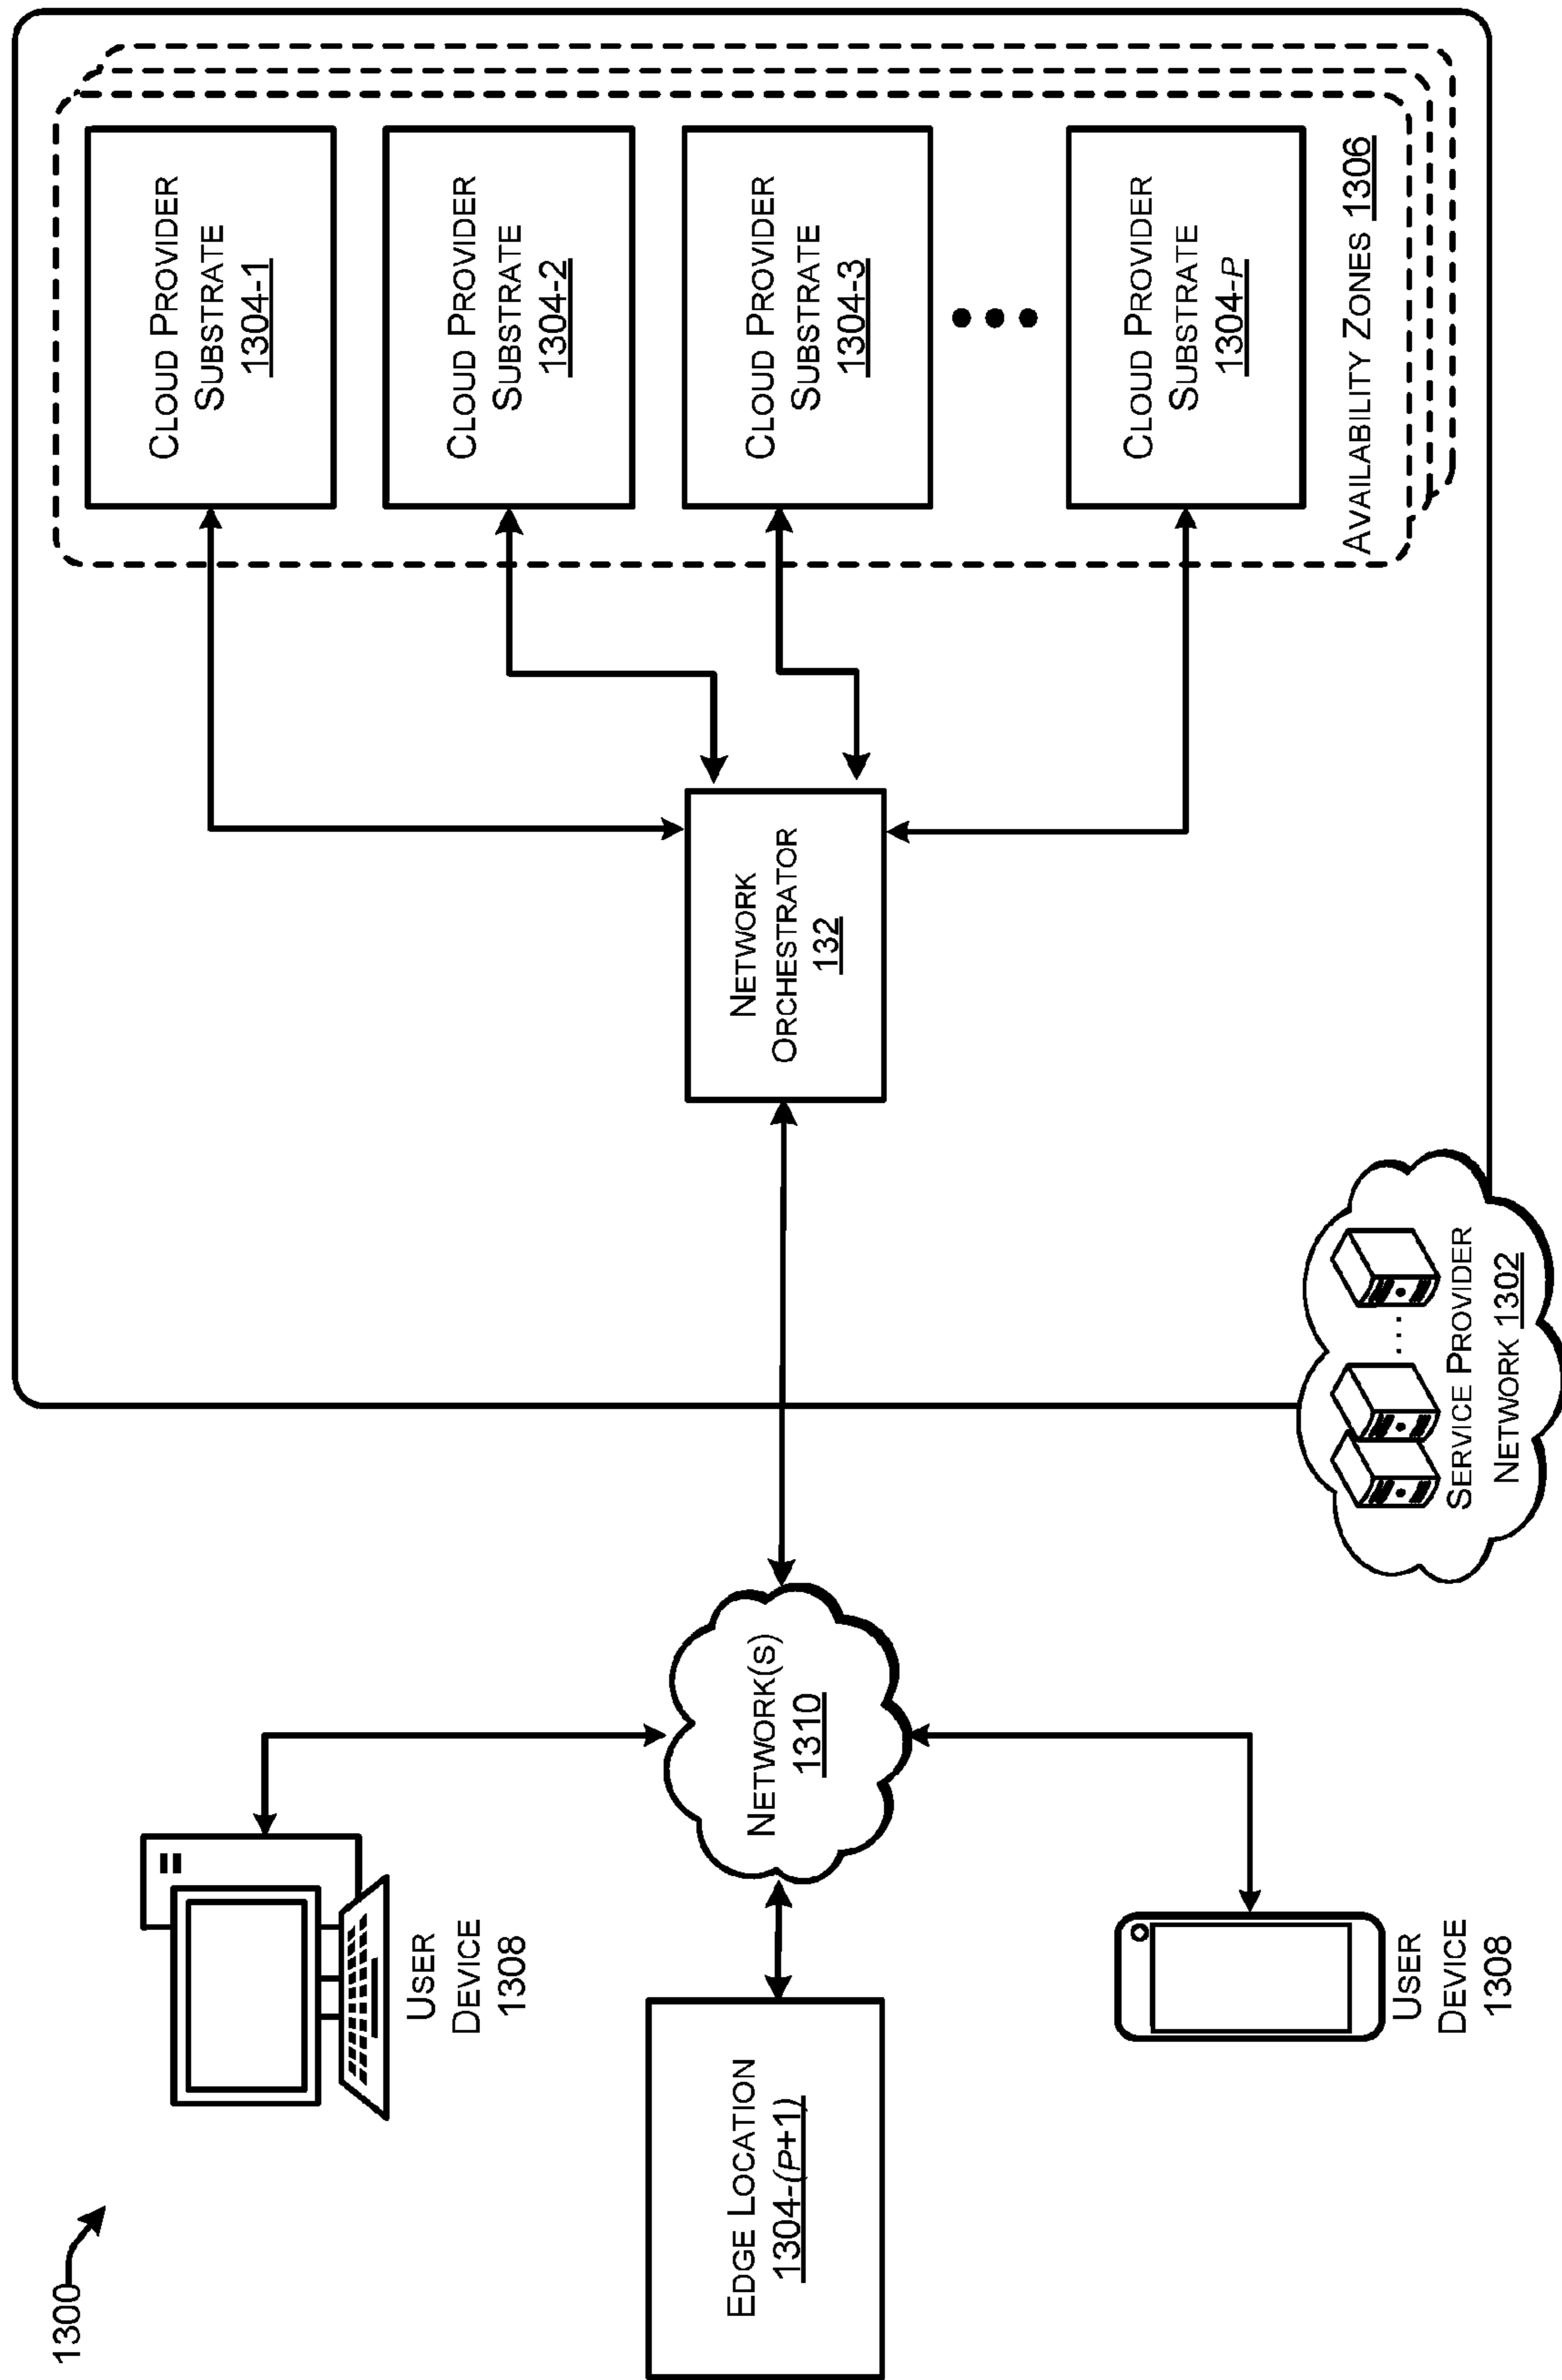 1300
USER
DEVICE
1308
EDGE LOCATION
1304-(P+1)
NETWORK(S)
1310
USER
DEVICE
1308
NETWORK
ORCHESTRATOR
132
CLOUD PROVIDER
SUBSTRATE
1304-1
CLOUD PROVIDER
SUBSTRATE
1304-2
CLOUD PROVIDER
SUBSTRATE
1304-3
CLOUD PROVIDER
SUBSTRATE
1304-P
AVAILABILITY ZONES 1306
SERVICE PROVIDER
NETWORK 1302